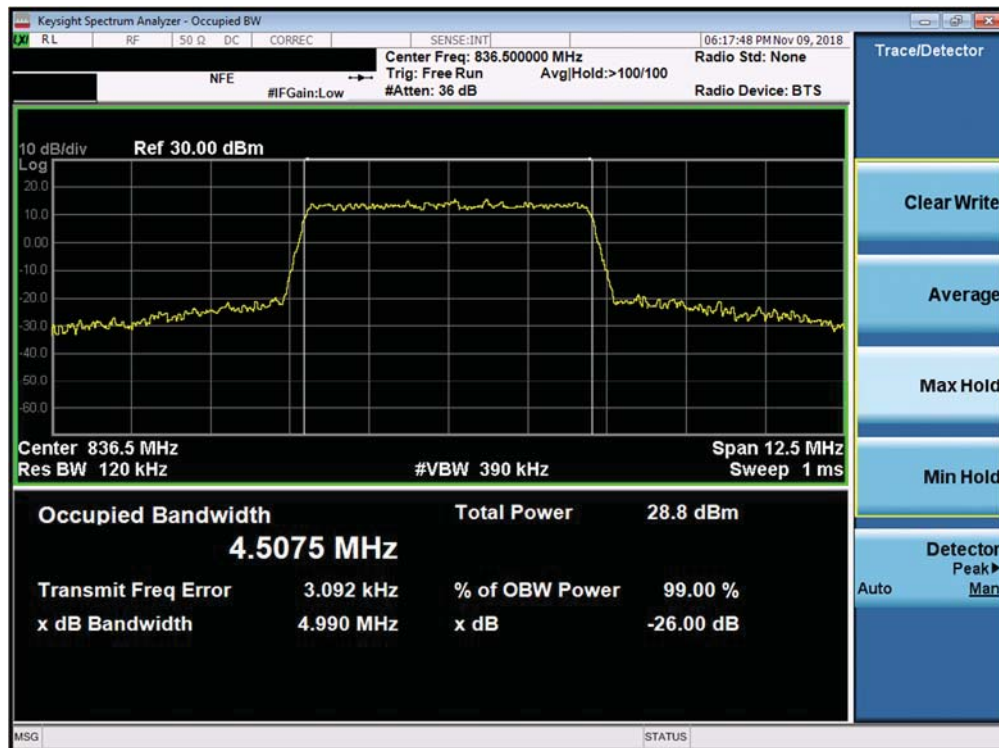 Keysight Spectrum Analyzer - Occupied BW
LXI RL RF 50 Ω DC CORREC SENSE:INT 06:17:48 PM Nov 09, 2018
Center Freq: 836.500000 MHz Radio Std: None
NFE Trig: Free Run Avg|Hold:>100/100
#IFGain:Low #Atten: 36 dB Radio Device: BTS
10 dB/div Ref 30.00 dBm
Log
20.0
10.0
0.00
-10.0
-20.0
-30.0
-40.0
-50.0
-60.0
Center 836.5 MHz Span 12.5 MHz
Res BW 120 kHz #VBW 390 kHz Sweep 1 ms
Occupied Bandwidth Total Power 28.8 dBm
4.5075 MHz
Transmit Freq Error 3.092 kHz % of OBW Power 99.00 %
x dB Bandwidth 4.990 MHz x dB -26.00 dB
MSG STATUS
Trace/Detector
Clear Write
Average
Max Hold
Min Hold
Detector
Peak▶
Auto Man